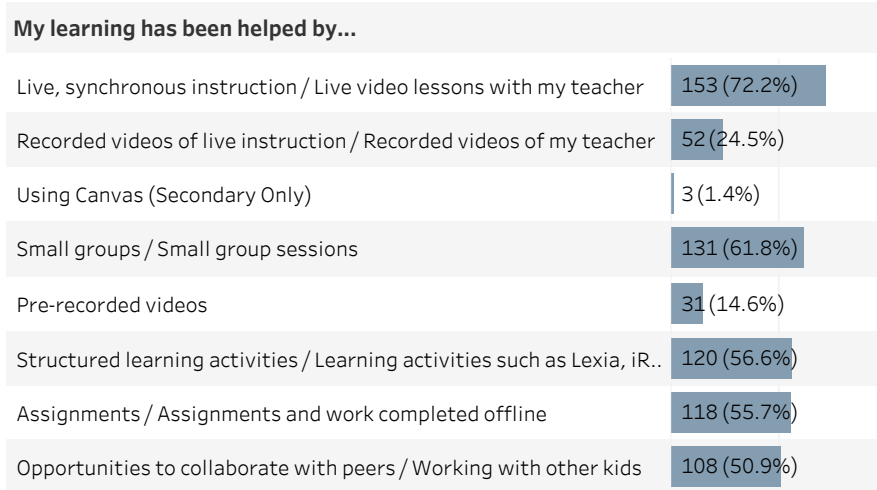 My learning has been helped by...
Live, synchronous instruction / Live video lessons with my teacher 153 (72.2%)
Recorded videos of live instruction / Recorded videos of my teacher 52 (24.5%)
Using Canvas (Secondary Only) 3 (1.4%)
Small groups / Small group sessions 131 (61.8%)
Pre-recorded videos 31 (14.6%)
Structured learning activities / Learning activities such as Lexia, iR.. 120 (56.6%)
Assignments / Assignments and work completed offline 118 (55.7%)
Opportunities to collaborate with peers / Working with other kids 108 (50.9%)